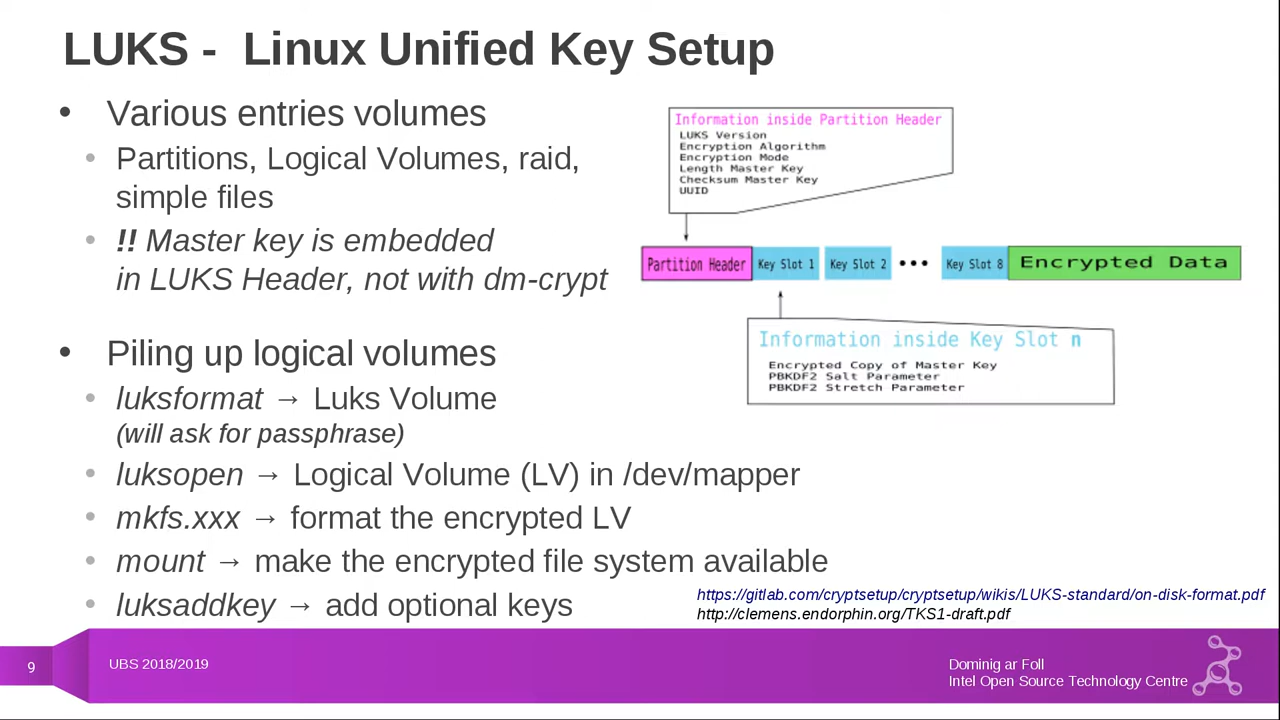 LUKS -  Linux Unified Key Setup
• Various entries volumes
• Partitions, Logical Volumes, raid,
simple files
• !! Master key is embedded
in LUKS Header, not with dm-crypt
• Piling up logical volumes
• luksformat → Luks Volume
(will ask for passphrase)
• luksopen → Logical Volume (LV) in /dev/mapper
• mkfs.xxx → format the encrypted LV
• mount → make the encrypted file system available
• luksaddkey → add optional keys
Information inside Partition Header
LUKS Version
Encryption Algorithm
Encryption Mode
Length Master Key
Checksum Master Key
UUID
Partition Header Key Slot 1 Key Slot 2 ••• Key Slot 8 Encrypted Data
Information inside Key Slot n
Encrypted Copy of Master Key
PBKDF2 Salt Parameter
PBKDF2 Stretch Parameter
https://gitlab.com/cryptsetup/cryptsetup/wikis/LUKS-standard/on-disk-format.pdf
http://clemens.endorphin.org/TKS1-draft.pdf
9
UBS 2018/2019
Dominig ar Foll
Intel Open Source Technology Centre